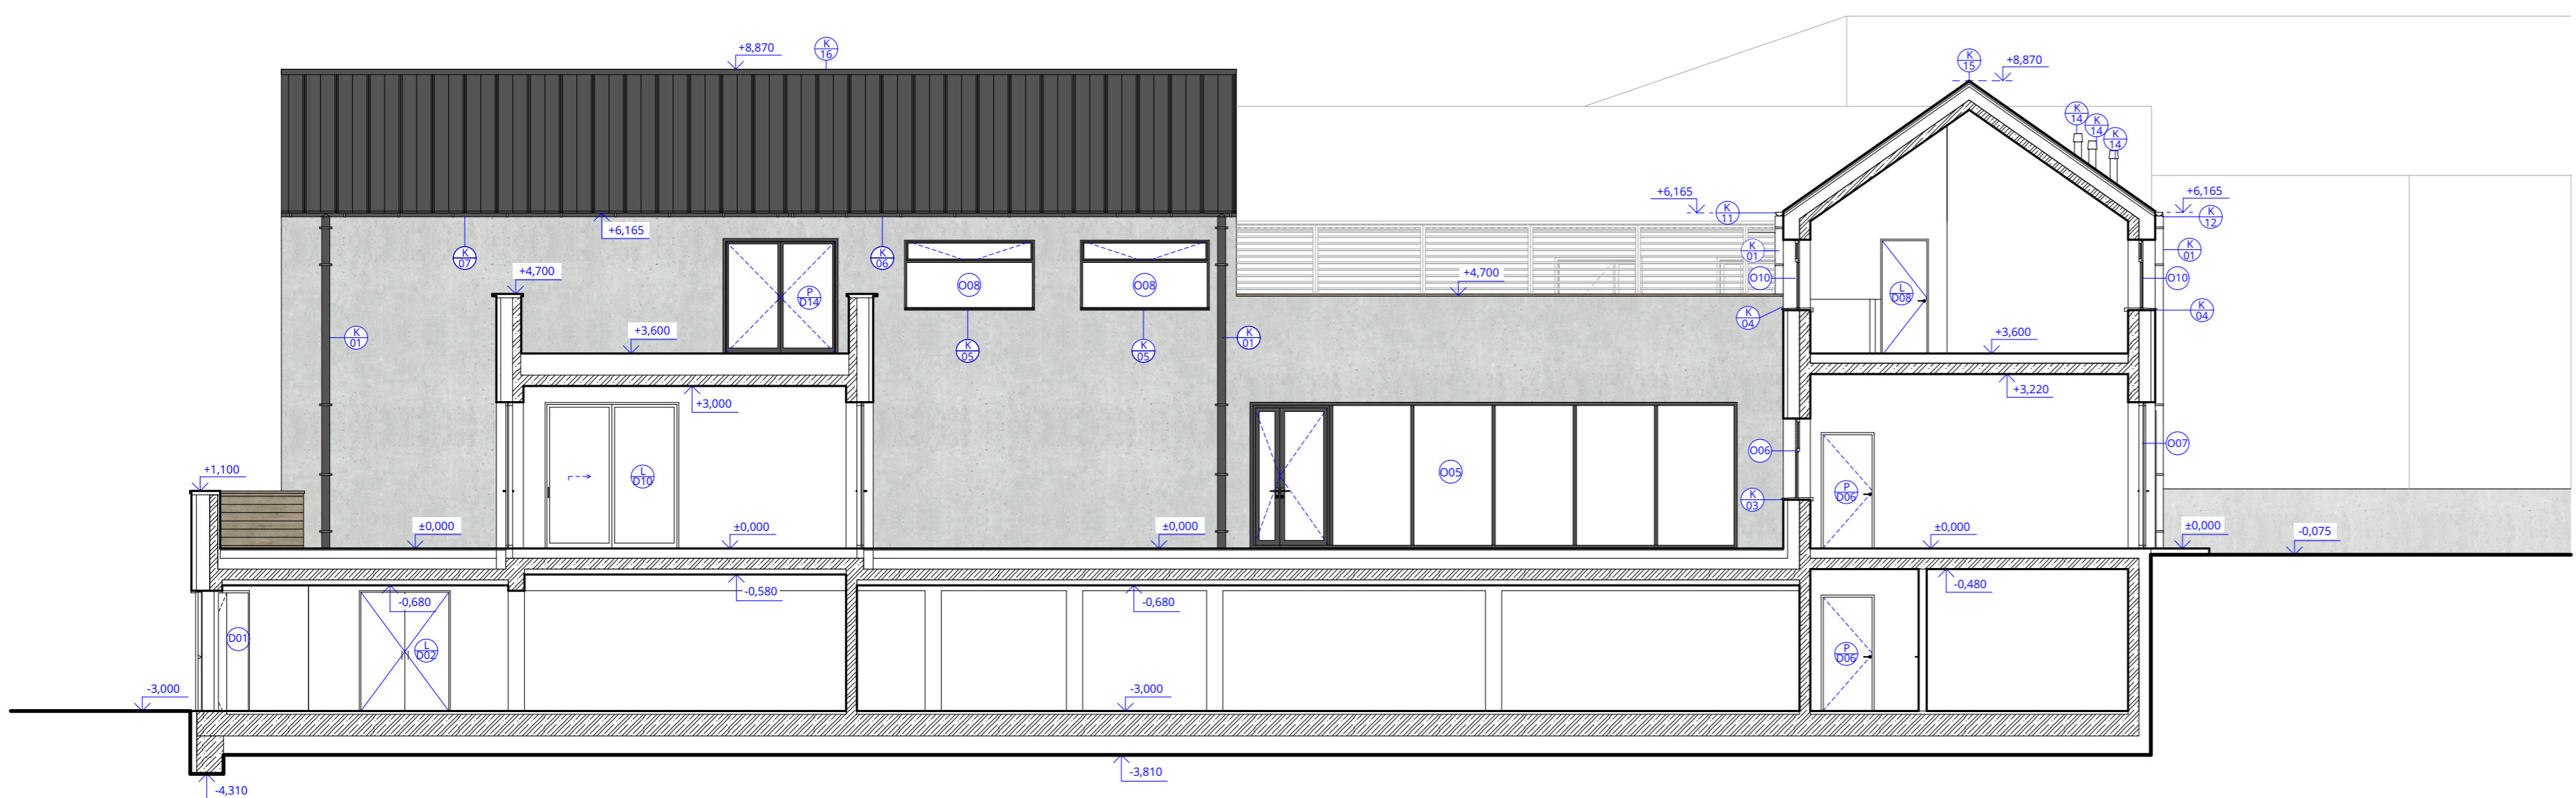 +8,870
K
16
K
15
+8,870
K
14
K
14
K
14
+6,165
K
11
+6,165
K
12
+6,165
K
07
K
06
K
01
K
01
+4,700
O08
O08
+4,700
O10
O10
P
D14
L
D08
K
04
K
04
+3,600
K
01
K
05
K
05
K
01
+3,600
+3,000
+3,220
+1,100
L
D10
O05
O06
O07
P
D06
K
03
±0,000
±0,000
±0,000
±0,000
±0,000
-0,075
-0,680
-0,580
-0,680
-0,480
D01
L
D02
P
D06
-3,000
-3,000
-3,810
-4,310